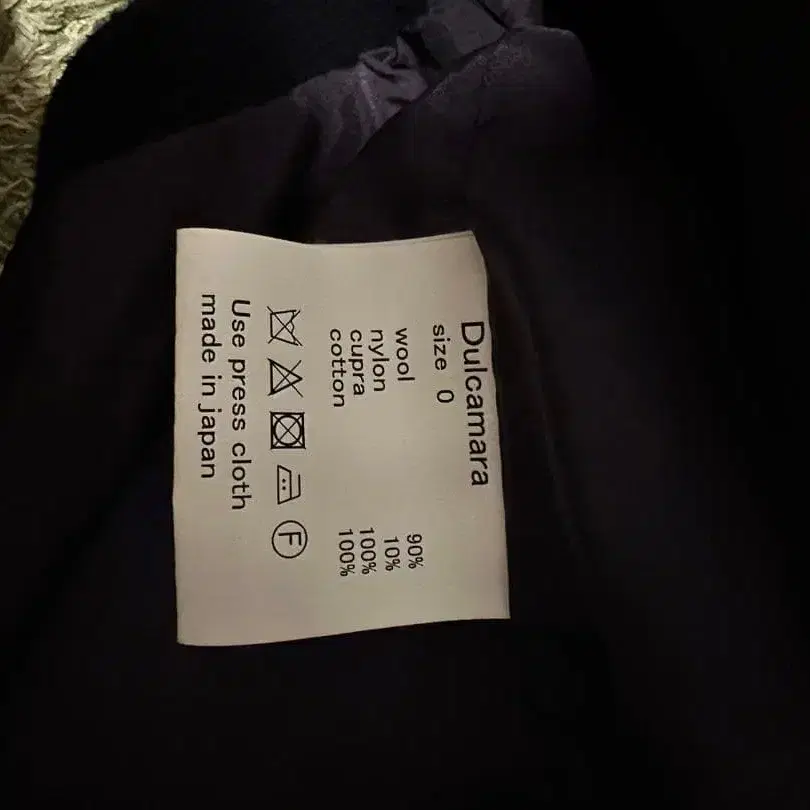 Dulcamara
size 0
wool 90%
nylon 10%
cupra 100%
cotton 100%
F
Use press cloth
made in japan